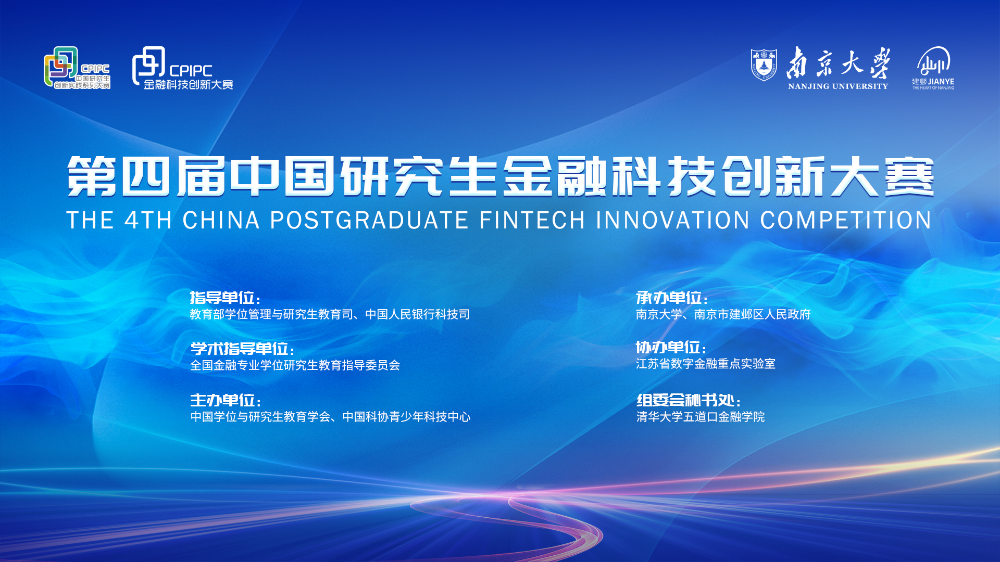 CPIPC
中国研究生
创新实践系列大赛
CPIPC
金融科技创新大赛
南京大学
NANJING UNIVERSITY
建邺 JIANYE
THE HEART OF NANJING
第四届中国研究生金融科技创新大赛
THE 4TH CHINA POSTGRADUATE FINTECH INNOVATION COMPETITION
指导单位：
教育部学位管理与研究生教育司、中国人民银行科技司
学术指导单位：
全国金融专业学位研究生教育指导委员会
主办单位：
中国学位与研究生教育学会、中国科协青少年科技中心
承办单位：
南京大学、南京市建邺区人民政府
协办单位：
江苏省数字金融重点实验室
组委会秘书处：
清华大学五道口金融学院